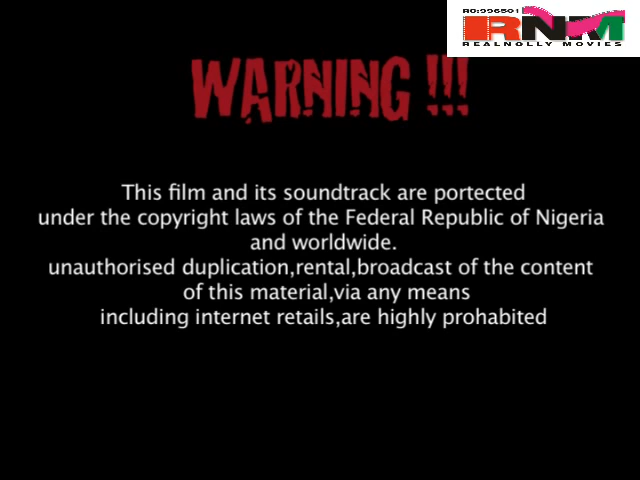 RC:996501
RNM
REALNOLLY MOVIES
WARNING !!!
This film and its soundtrack are portected
under the copyright laws of the Federal Republic of Nigeria
and worldwide.
unauthorised duplication,rental,broadcast of the content
of this material,via any means
including internet retails,are highly prohabited